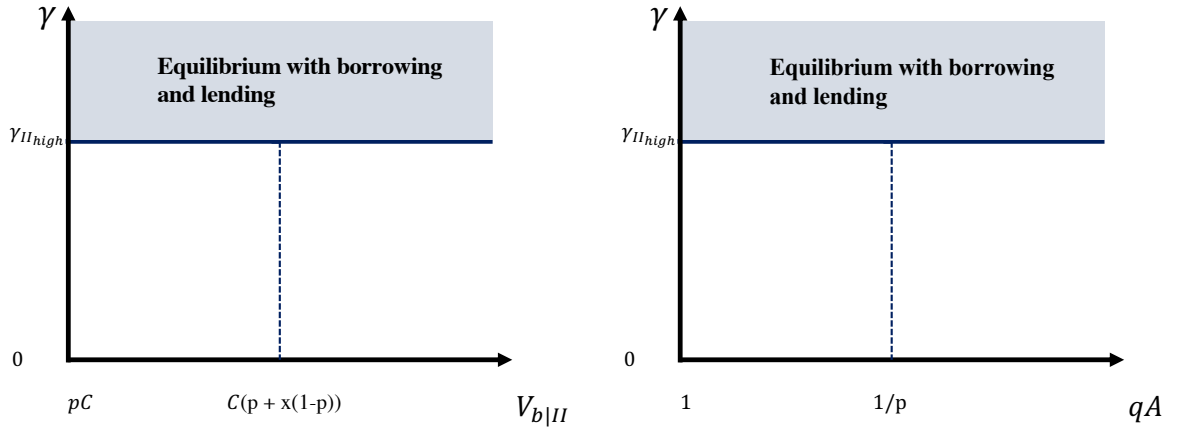 γ
Equilibrium with borrowing
and lending
γ_{II_{high}}
0
pC
C(p + x(1-p))
V_{b|II}
γ
Equilibrium with borrowing
and lending
γ_{II_{high}}
0
1
1/p
qA